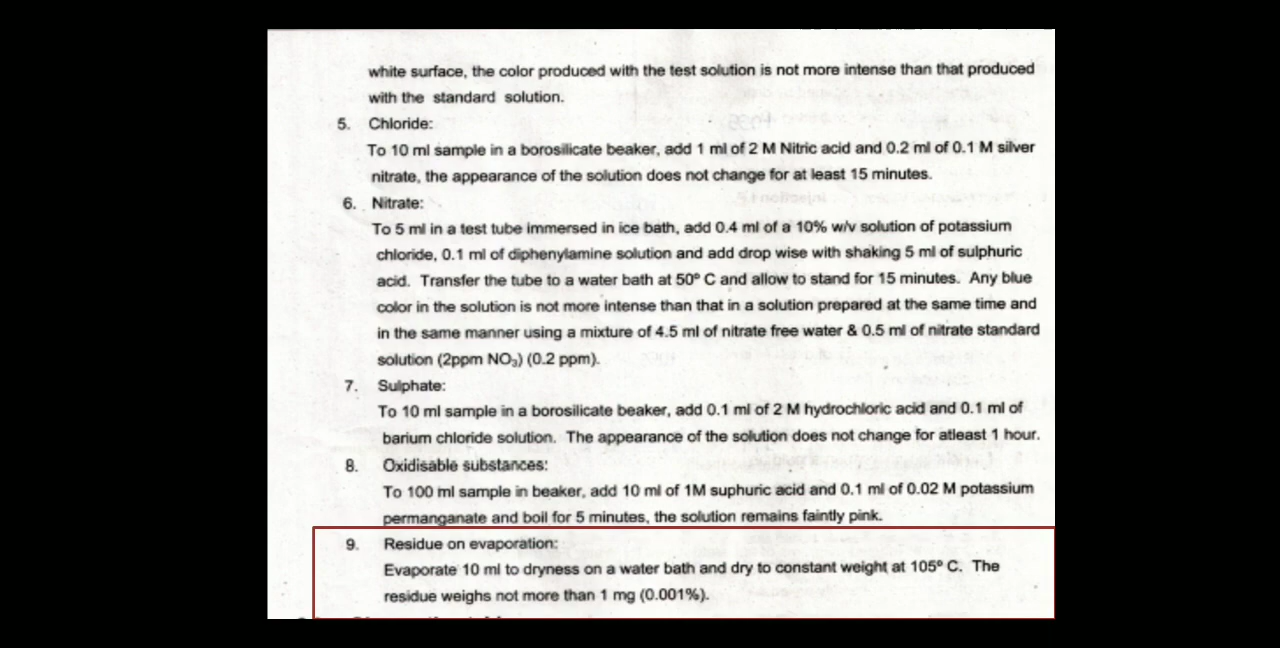 white surface, the color produced with the test solution is not more intense than that produced
with the standard solution.
5. Chloride:
To 10 ml sample in a borosilicate beaker, add 1 ml of 2 M Nitric acid and 0.2 ml of 0.1 M silver
nitrate, the appearance of the solution does not change for at least 15 minutes.
6. Nitrate:
To 5 ml in a test tube immersed in ice bath, add 0.4 ml of a 10% w/v solution of potassium
chloride, 0.1 ml of diphenylamine solution and add drop wise with shaking 5 ml of sulphuric
acid. Transfer the tube to a water bath at 50° C and allow to stand for 15 minutes. Any blue
color in the solution is not more intense than that in a solution prepared at the same time and
in the same manner using a mixture of 4.5 ml of nitrate free water & 0.5 ml of nitrate standard
solution (2ppm NO₃) (0.2 ppm).
7. Sulphate:
To 10 ml sample in a borosilicate beaker, add 0.1 ml of 2 M hydrochloric acid and 0.1 ml of
barium chloride solution. The appearance of the solution does not change for atleast 1 hour.
8. Oxidisable substances:
To 100 ml sample in beaker, add 10 ml of 1M suphuric acid and 0.1 ml of 0.02 M potassium
permanganate and boil for 5 minutes, the solution remains faintly pink.
9. Residue on evaporation:
Evaporate 10 ml to dryness on a water bath and dry to constant weight at 105° C. The
residue weighs not more than 1 mg (0.001%).